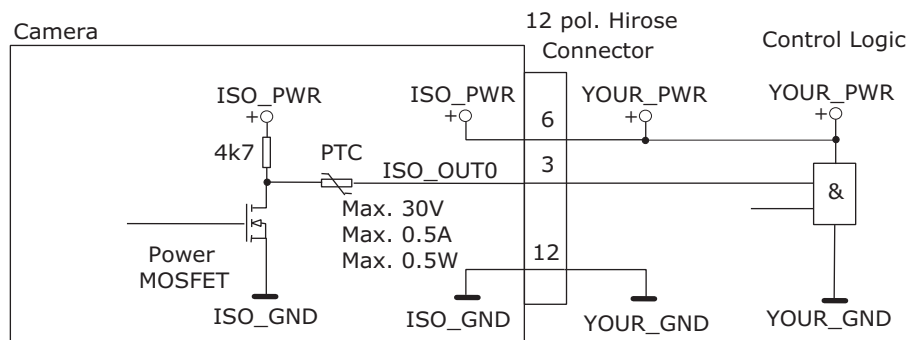 Camera
12 pol. Hirose
Connector
Control Logic
ISO_PWR
+
ISO_PWR
+
YOUR_PWR
+
YOUR_PWR
+
6
4k7
PTC
ISO_OUT0
3
&
Max. 30V
Max. 0.5A
Max. 0.5W
Power
MOSFET
12
ISO_GND
ISO_GND
YOUR_GND
YOUR_GND